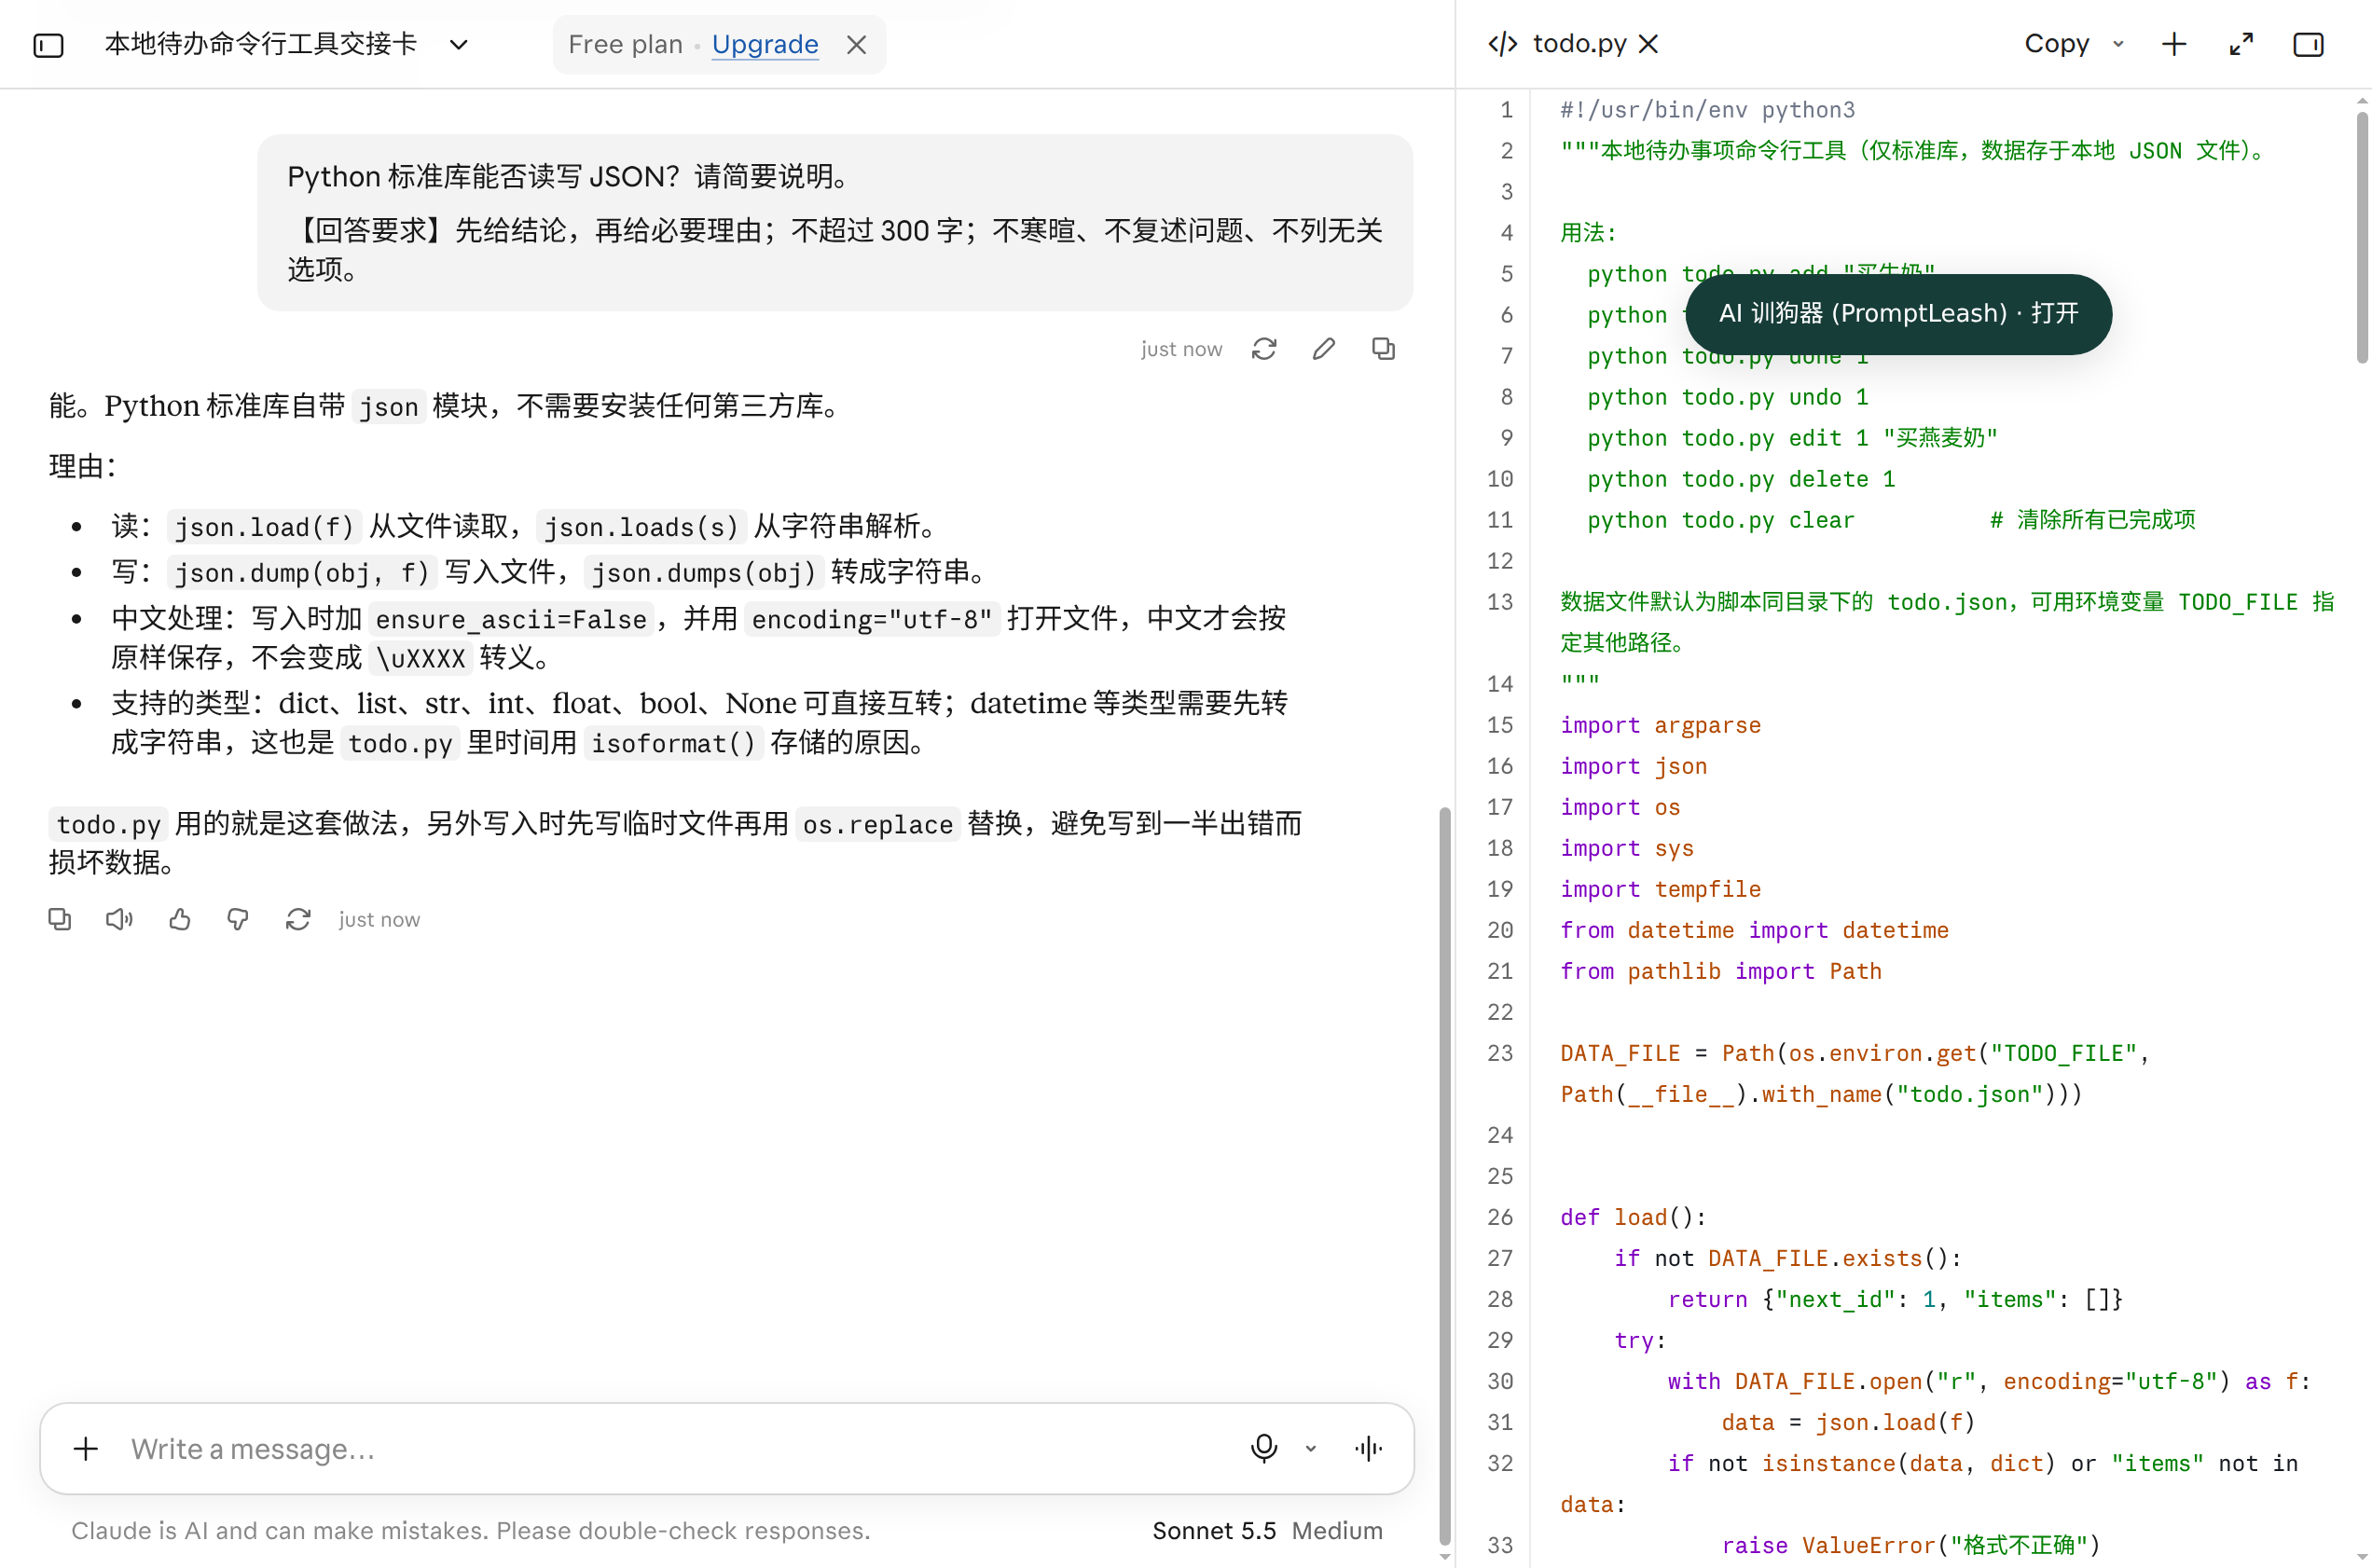 本地待办命令行工具交接卡
Free plan · Upgrade
Python 标准库能否读写 JSON？请简要说明。
【回答要求】先给结论，再给必要理由；不超过 300 字；不寒暄、不复述问题、不列无关
选项。
just now
能。Python 标准库自带 json 模块，不需要安装任何第三方库。
理由：
• 读：json.load(f) 从文件读取，json.loads(s) 从字符串解析。
• 写：json.dump(obj, f) 写入文件，json.dumps(obj) 转成字符串。
• 中文处理：写入时加 ensure_ascii=False，并用 encoding="utf-8" 打开文件，中文才会按
原样保存，不会变成 \uXXXX 转义。
• 支持的类型：dict、list、str、int、float、bool、None 可直接互转；datetime 等类型需要先转
成字符串，这也是 todo.py 里时间用 isoformat() 存储的原因。
todo.py 用的就是这套做法，另外写入时先写临时文件再用 os.replace 替换，避免写到一半出错而
损坏数据。
just now
Write a message…
Claude is AI and can make mistakes. Please double-check responses.
Sonnet 5.5 Medium
</> todo.py
Copy
1 #!/usr/bin/env python3
2 """本地待办事项命令行工具（仅标准库，数据存于本地 JSON 文件）。
3
4 用法：
5 python todo.py add "买牛奶"
6 python
AI 训狗器 (PromptLeash) · 打开
7 python todo.py done 1
8 python todo.py undo 1
9 python todo.py edit 1 "买燕麦奶"
10 python todo.py delete 1
11 python todo.py clear # 清除所有已完成项
12
13 数据文件默认为脚本同目录下的 todo.json，可用环境变量 TODO_FILE 指
定其他路径。
14 """
15 import argparse
16 import json
17 import os
18 import sys
19 import tempfile
20 from datetime import datetime
21 from pathlib import Path
22
23 DATA_FILE = Path(os.environ.get("TODO_FILE",
Path(__file__).with_name("todo.json")))
24
25
26 def load():
27 if not DATA_FILE.exists():
28 return {"next_id": 1, "items": []}
29 try:
30 with DATA_FILE.open("r", encoding="utf-8") as f:
31 data = json.load(f)
32 if not isinstance(data, dict) or "items" not in
data:
33 raise ValueError("格式不正确")